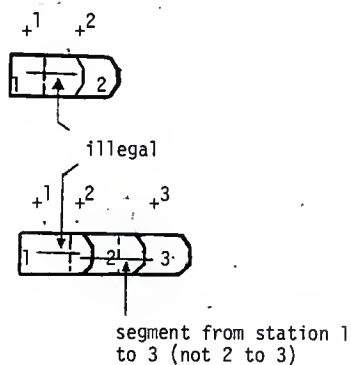 +1 +2
1 2
illegal
+1 +2 +3
1 2 3
segment from station 1
to 3 (not 2 to 3)